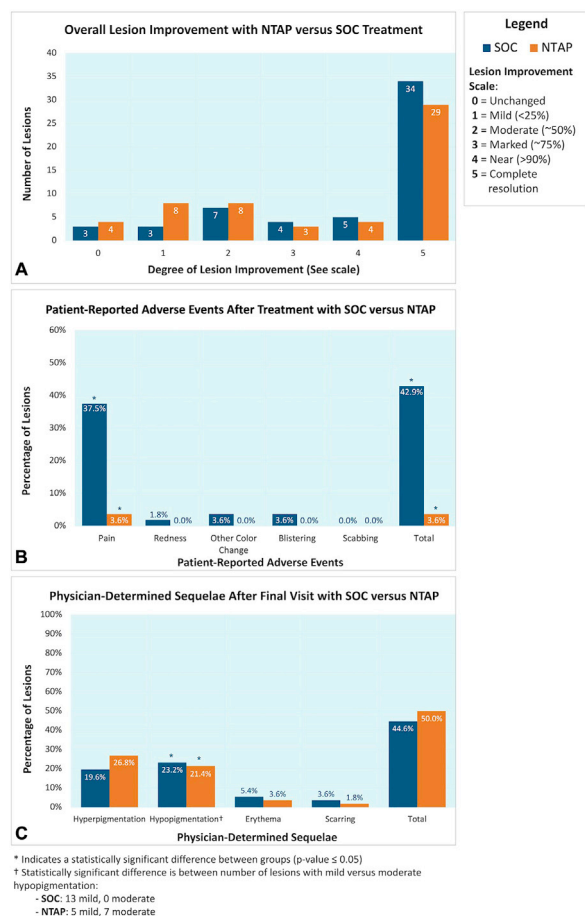 Overall Lesion Improvement with NTAP versus SOC Treatment
Number of Lesions
40
35
30
25
20
15
10
5
0
3
4
3
8
7
8
4
3
5
4
34
29
0
1
2
3
4
5
Degree of Lesion Improvement (See scale)
A
Legend
SOC
NTAP
Lesion Improvement
Scale:
0 = Unchanged
1 = Mild (<25%)
2 = Moderate (~50%)
3 = Marked (~75%)
4 = Near (>90%)
5 = Complete
resolution
Patient-Reported Adverse Events After Treatment with SOC versus NTAP
Percentage of Lesions
60%
50%
40%
30%
20%
10%
0%
*
37.5%
*
3.6%
1.8%
0.0%
3.6%
0.0%
3.6%
0.0%
0.0%
0.0%
*
42.9%
*
3.6%
Pain
Redness
Other Color
Change
Blistering
Scabbing
Total
Patient-Reported Adverse Events
B
Physician-Determined Sequelae After Final Visit with SOC versus NTAP
Percentage of Lesions
100%
90%
80%
70%
60%
50%
40%
30%
20%
10%
0%
19.6%
26.8%
*
23.2%
*
21.4%
5.4%
3.6%
3.6%
1.8%
44.6%
50.0%
Hyperpigmentation
Hypopigmentation†
Erythema
Scarring
Total
Physician-Determined Sequelae
C
* Indicates a statistically significant difference between groups (p-value ≤ 0.05)
† Statistically significant difference is between number of lesions with mild versus moderate
hypopigmentation:
- SOC: 13 mild, 0 moderate
- NTAP: 5 mild, 7 moderate